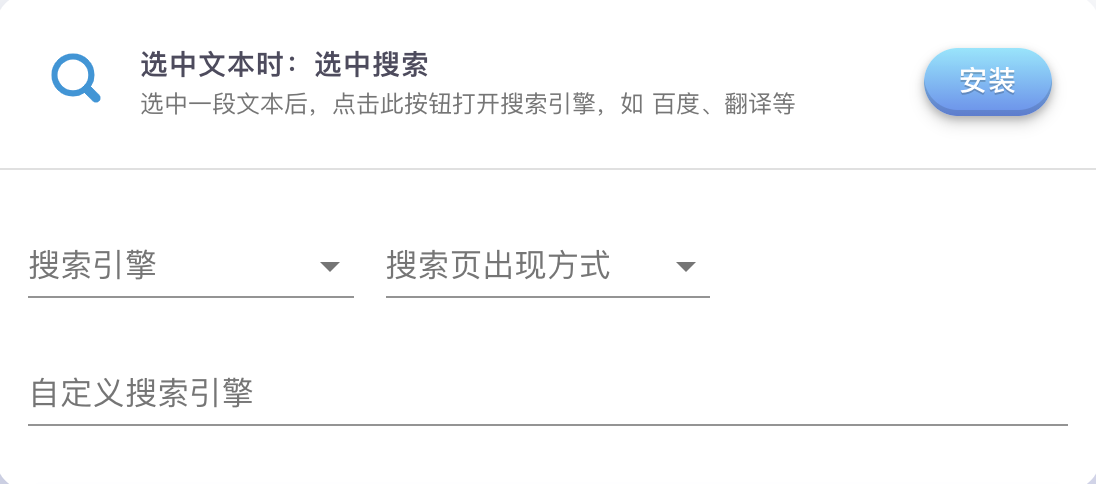 选中文本时：选中搜索
选中一段文本后，点击此按钮打开搜索引擎，如 百度、翻译等
安装
搜索引擎
搜索页出现方式
自定义搜索引擎